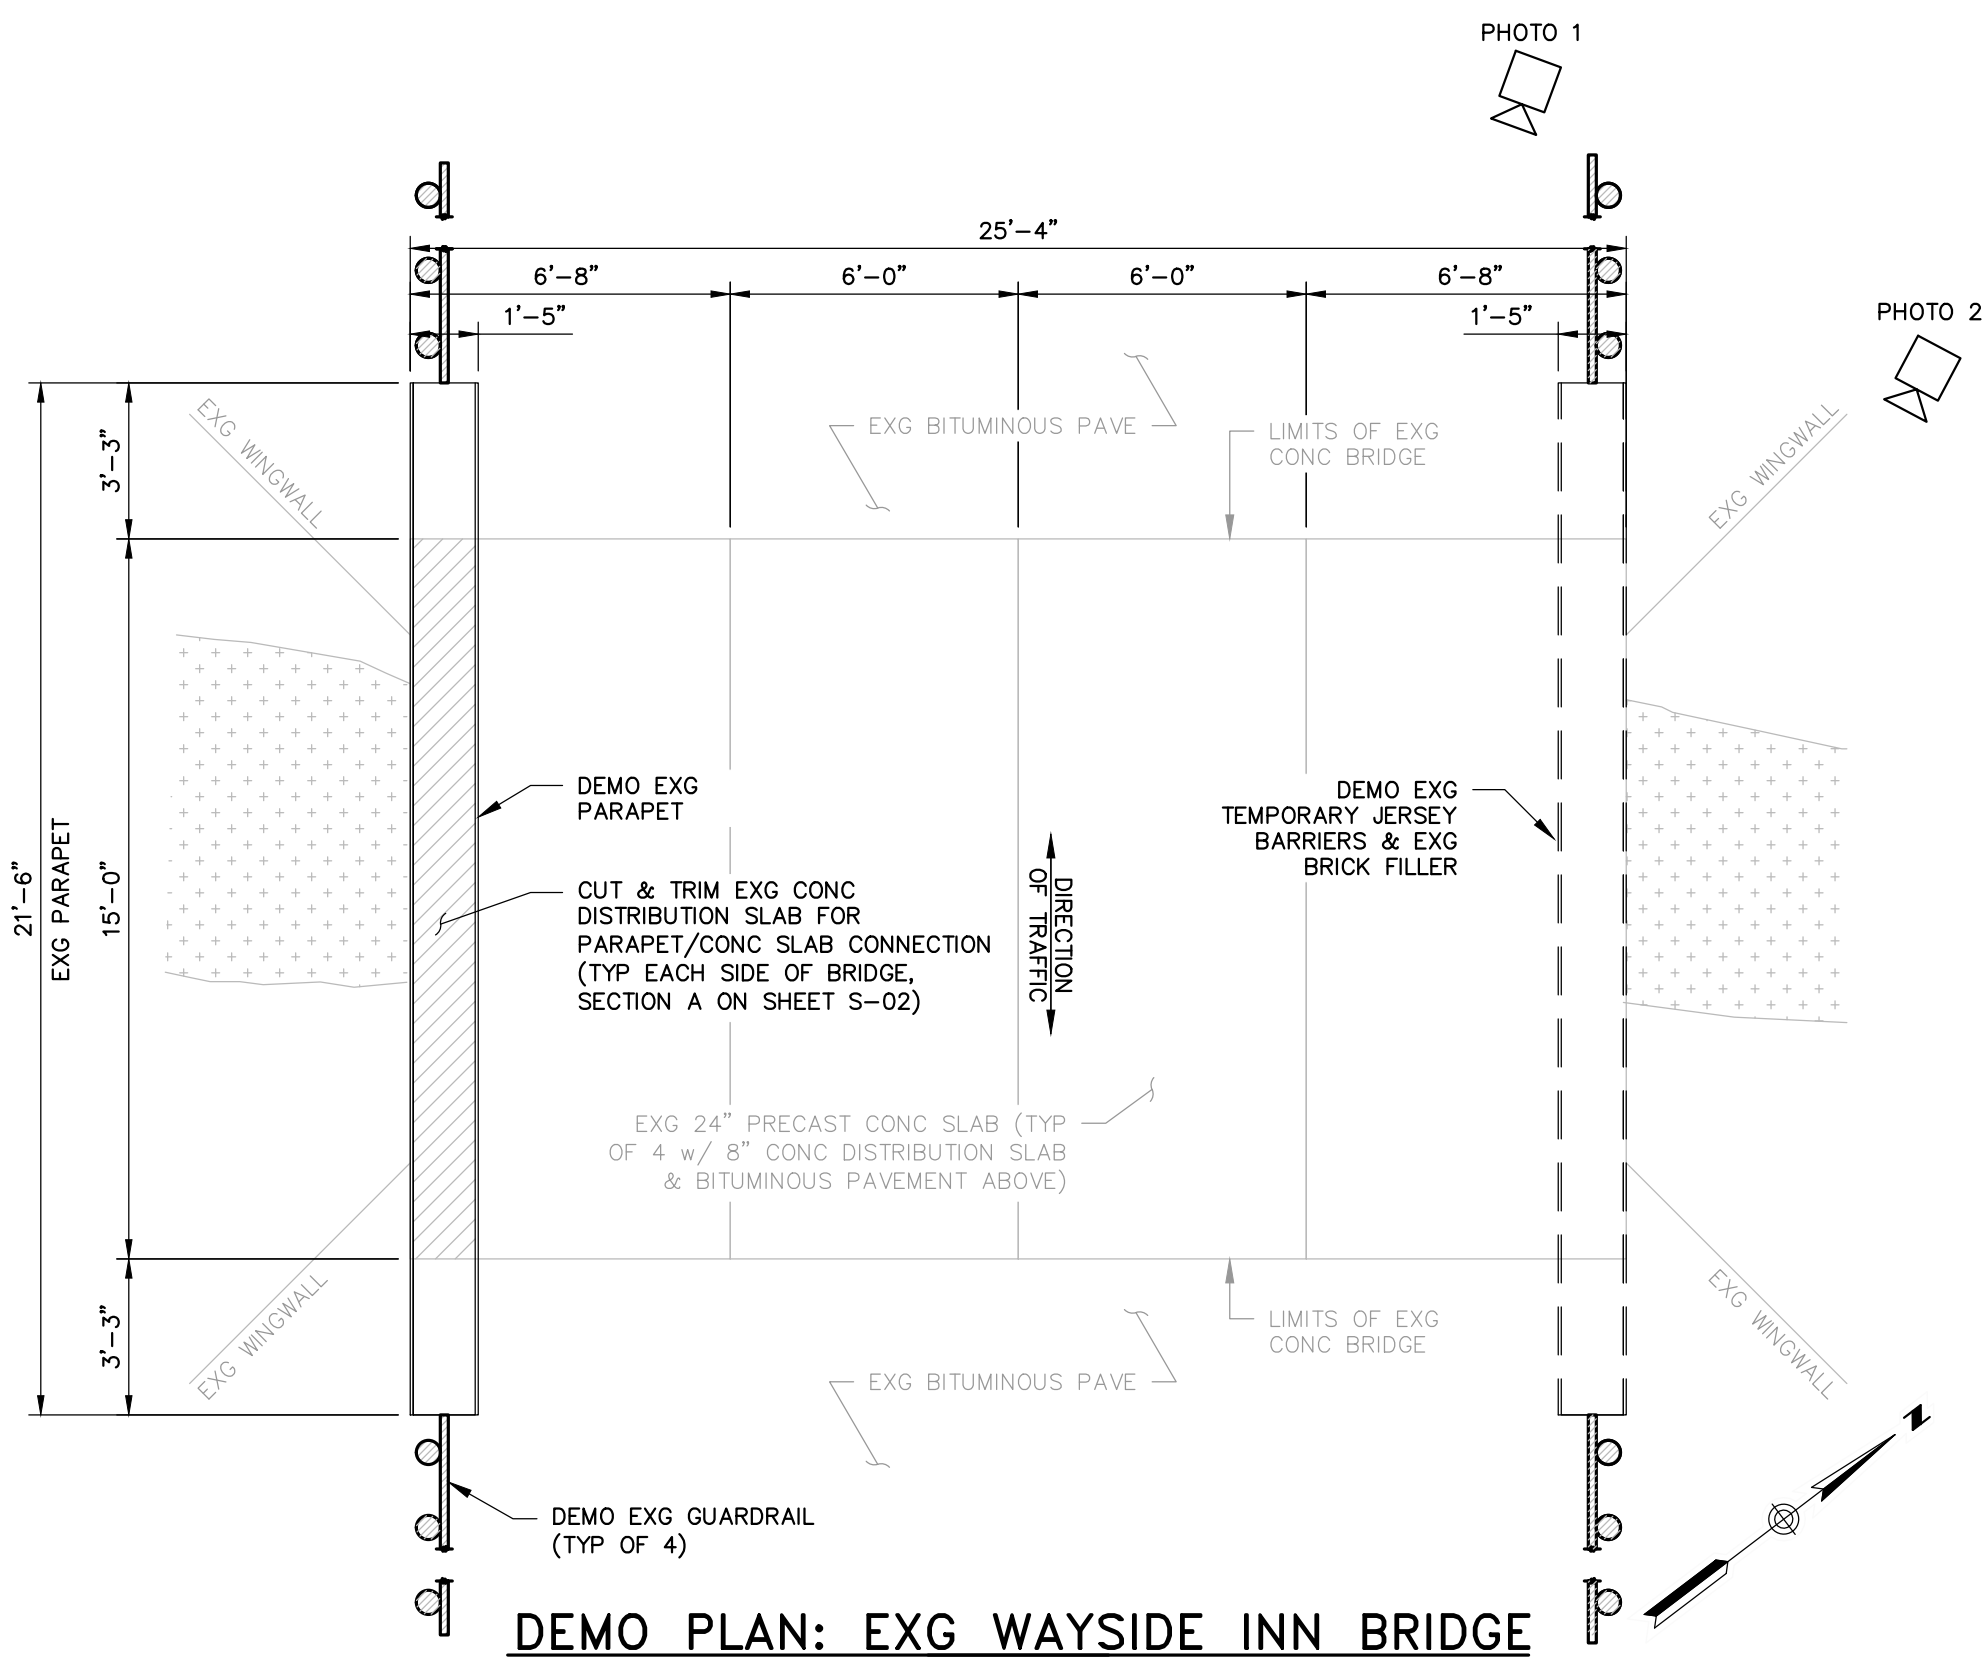 PHOTO 1
25'-4"
6'-8"
6'-0"
6'-0"
6'-8"
1'-5"
1'-5"
PHOTO 2
3'-3"
EXG WINGWALL
EXG BITUMINOUS PAVE
LIMITS OF EXG
CONC BRIDGE
EXG WINGWALL
21'-6"
EXG PARAPET
15'-0"
DEMO EXG
PARAPET
DEMO EXG
TEMPORARY JERSEY
BARRIERS & EXG
BRICK FILLER
CUT & TRIM EXG CONC
DISTRIBUTION SLAB FOR
PARAPET/CONC SLAB CONNECTION
(TYP EACH SIDE OF BRIDGE,
SECTION A ON SHEET S-02)
DIRECTION
OF TRAFFIC
EXG 24" PRECAST CONC SLAB (TYP
OF 4 w/ 8" CONC DISTRIBUTION SLAB
& BITUMINOUS PAVEMENT ABOVE)
3'-3"
EXG WINGWALL
LIMITS OF EXG
CONC BRIDGE
EXG BITUMINOUS PAVE
EXG WINGWALL
N
DEMO EXG GUARDRAIL
(TYP OF 4)
DEMO PLAN: EXG WAYSIDE INN BRIDGE